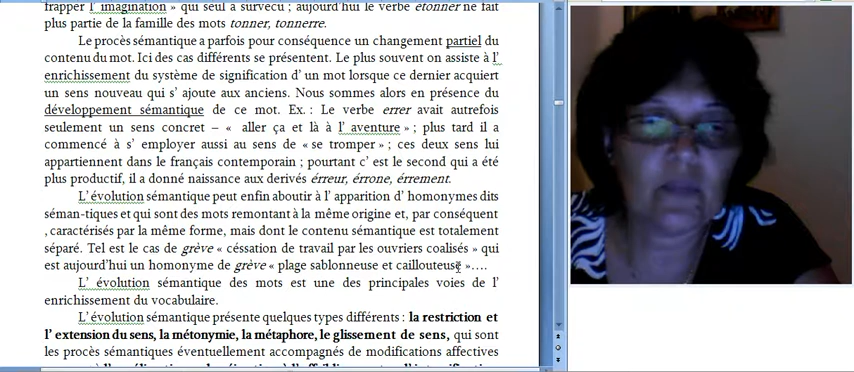 frapper l' imagination » qui seul a survécu ; aujourd'hui le verbe étonner ne fait
plus partie de la famille des mots tonner, tonnerre.
Le procès sémantique a parfois pour conséquence un changement partiel du
contenu du mot. Ici des cas différents se présentent. Le plus souvent on assiste à l'
enrichissement du système de signification d' un mot lorsque ce dernier acquiert
un sens nouveau qui s' ajoute aux anciens. Nous sommes alors en présence du
développement sémantique de ce mot. Ex. : Le verbe errer avait autrefois
seulement un sens concret – « aller ça et là à l' aventure » ; plus tard il a
commencé à s' employer aussi au sens de « se tromper » ; ces deux sens lui
appartiennent dans le français contemporain ; pourtant c' est le second qui a été
plus productif, il a donné naissance aux derivés érreur, érrone, érrement.
L' évolution sémantique peut enfin aboutir à l' apparition d' homonymes dits
séman-tiques et qui sont des mots remontant à la même origine et, par conséquent
, caractérisés par la même forme, mais dont le contenu sémantique est totalement
séparé. Tel est le cas de grève « céssation de travail par les ouvriers coalisés » qui
est aujourd'hui un homonyme de grève « plage sablonneuse et caillouteuse »….
L' évolution sémantique des mots est une des principales voies de l'
enrichissement du vocabulaire.
L' évolution sémantique présente quelques types différents : la restriction et
l' extension du sens, la métonymie, la métaphore, le glissement de sens, qui sont
les procès sémantiques éventuellement accompagnés de modifications affectives